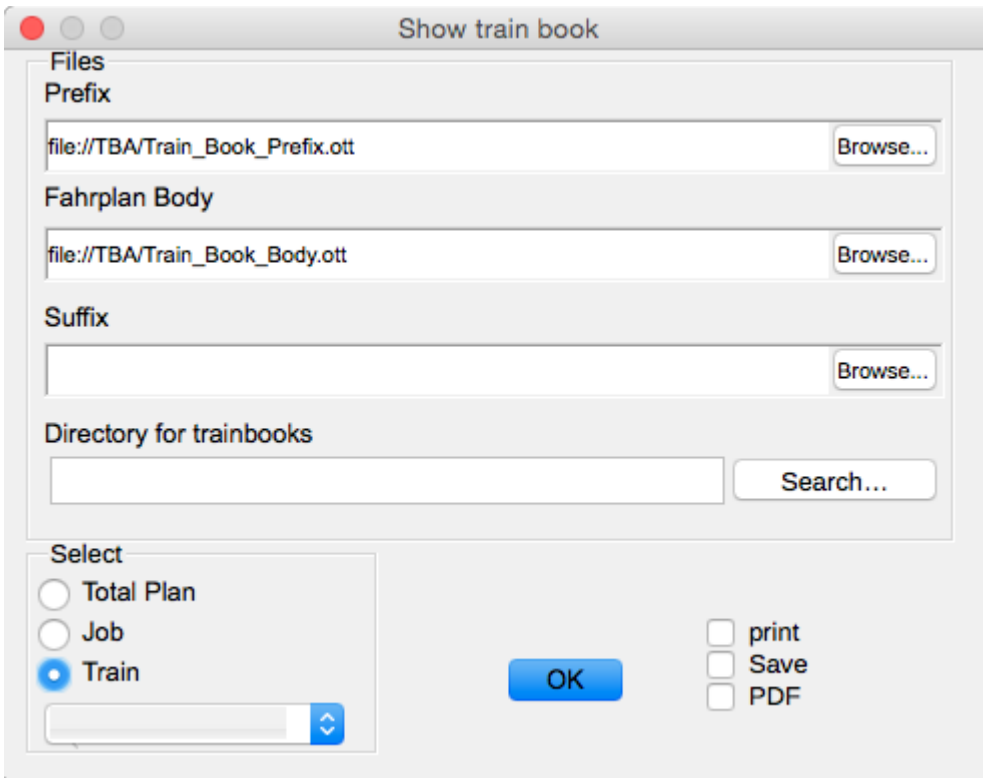 Show train book
Files
Prefix
file://TBA/Train_Book_Prefix.ott
Browse...
Fahrplan Body
file://TBA/Train_Book_Body.ott
Browse...
Suffix
Browse...
Directory for trainbooks
Search…
Select
Total Plan
Job
Train
OK
print
Save
PDF